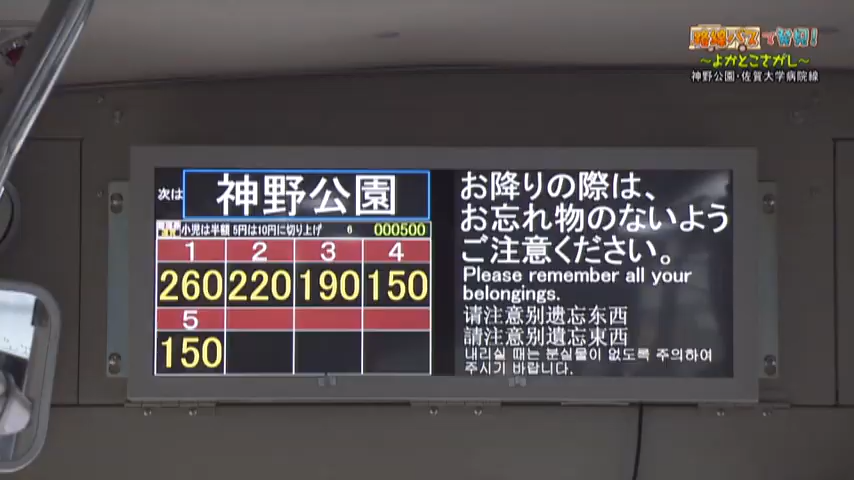 路線バスで発見!
～よかとこさがし～
神野公園・佐賀大学病院線
次は 神野公園
小児は半額 5円は10円に切り上げ 6 000500
1 2 3 4
260 220 190 150
5
150
お降りの際は、
お忘れ物のないよう
ご注意ください。
Please remember all your
belongings.
请注意别遗忘东西
請注意別遺忘東西
내리실 때는 분실물이 없도록 주의하여
주시기 바랍니다.